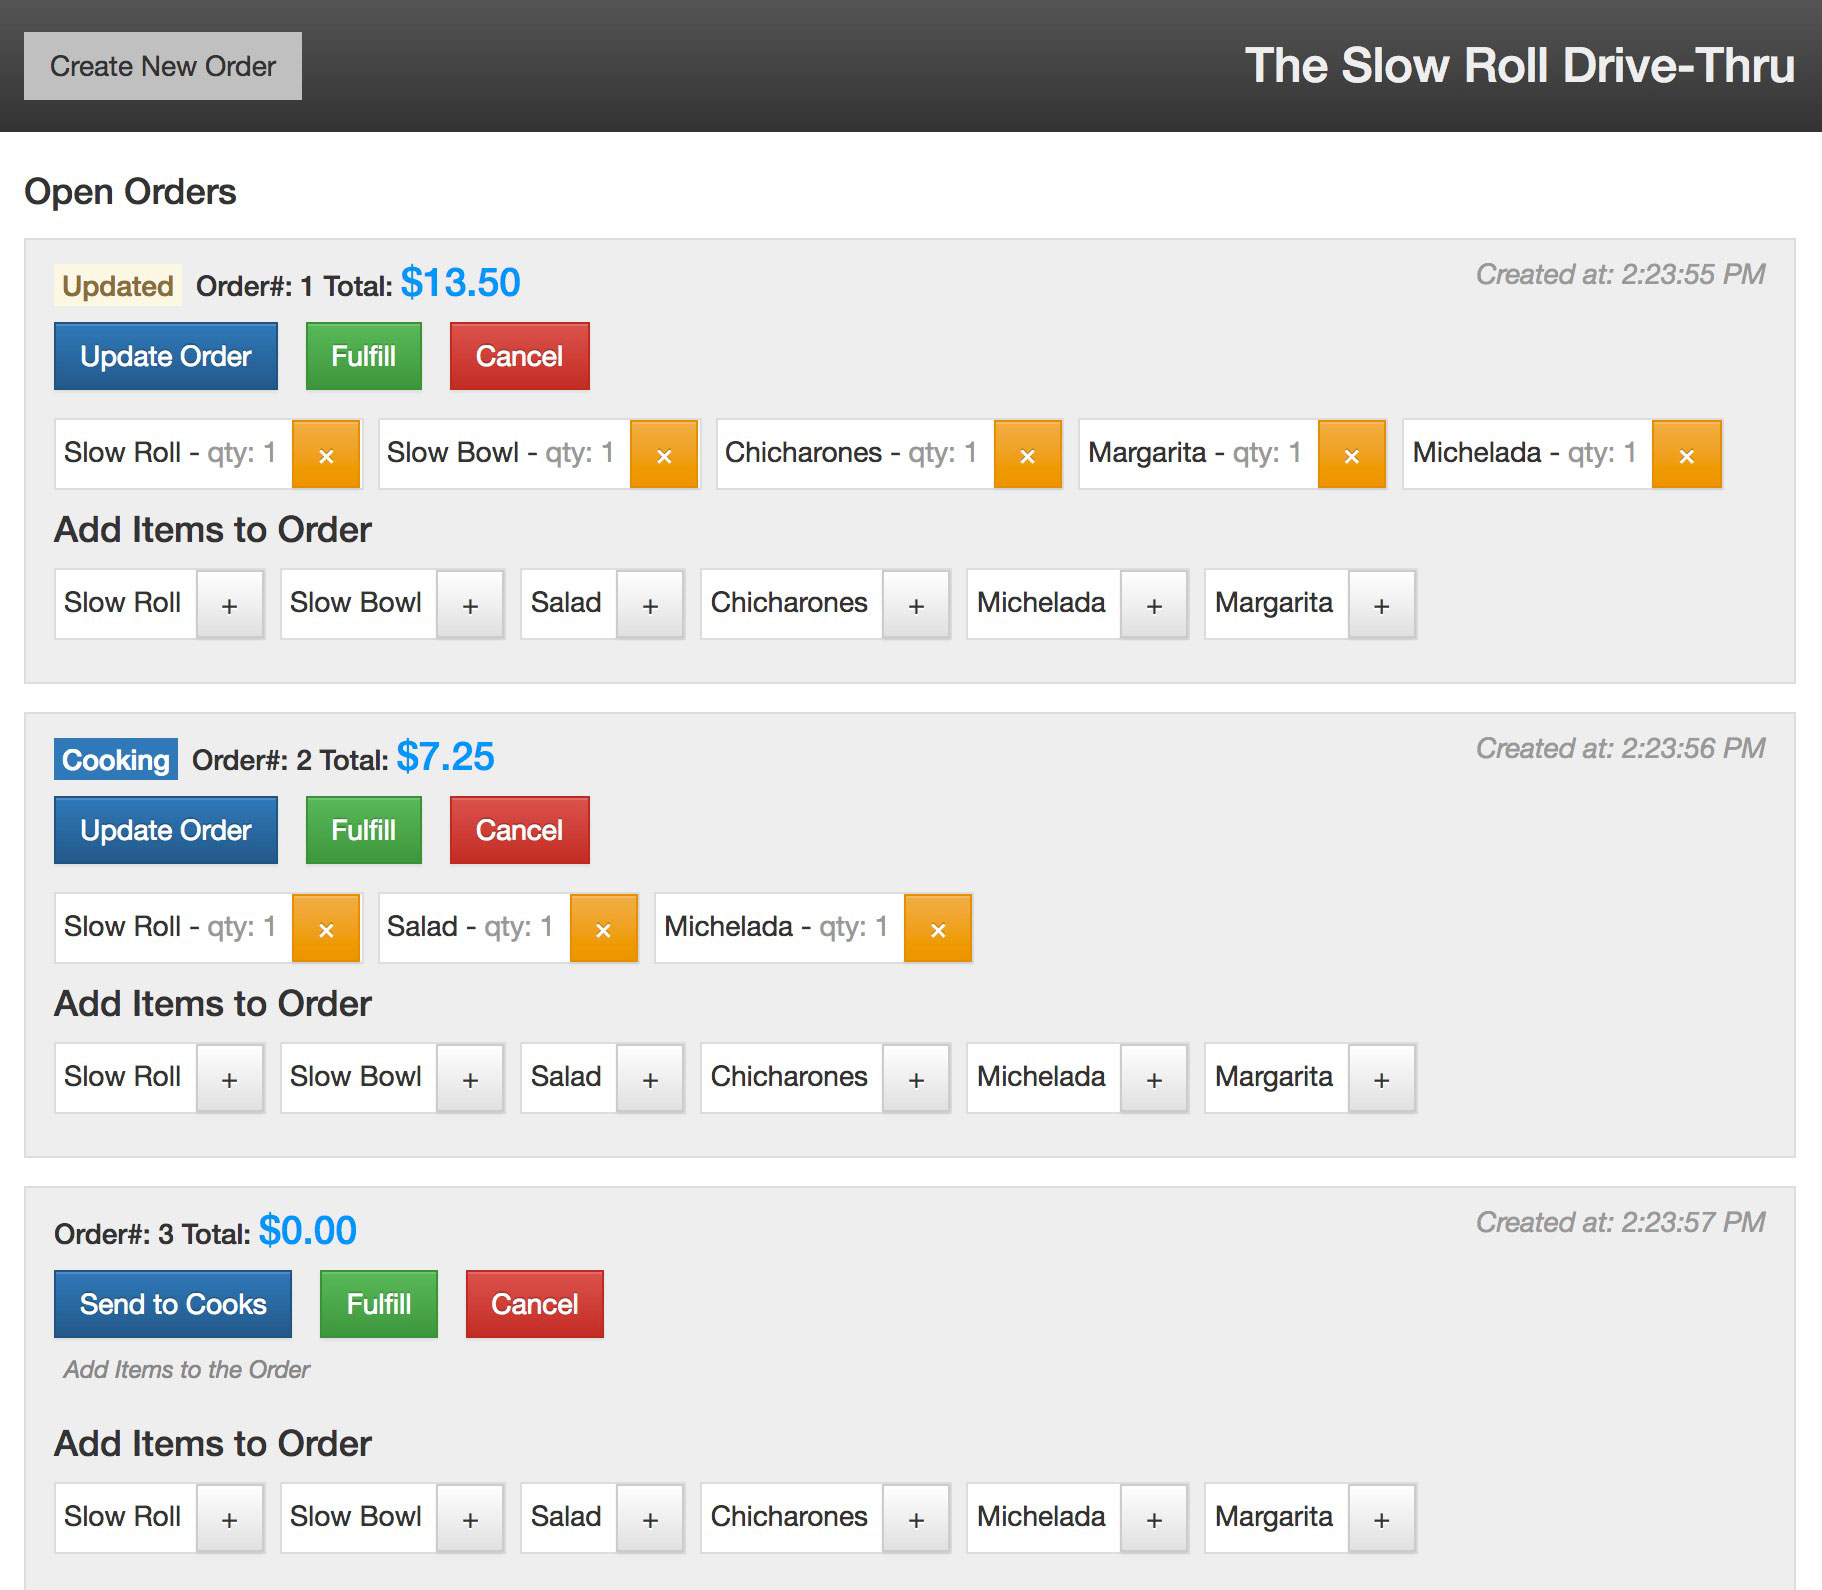 Create New Order The Slow Roll Drive-Thru
Open Orders
Updated Order#: 1 Total: $13.50 Created at: 2:23:55 PM
Update Order Fulfill Cancel
Slow Roll - qty: 1 × Slow Bowl - qty: 1 × Chicharones - qty: 1 × Margarita - qty: 1 × Michelada - qty: 1 ×
Add Items to Order
Slow Roll + Slow Bowl + Salad + Chicharones + Michelada + Margarita +
Cooking Order#: 2 Total: $7.25 Created at: 2:23:56 PM
Update Order Fulfill Cancel
Slow Roll - qty: 1 × Salad - qty: 1 × Michelada - qty: 1 ×
Add Items to Order
Slow Roll + Slow Bowl + Salad + Chicharones + Michelada + Margarita +
Order#: 3 Total: $0.00 Created at: 2:23:57 PM
Send to Cooks Fulfill Cancel
Add Items to the Order
Add Items to Order
Slow Roll + Slow Bowl + Salad + Chicharones + Michelada + Margarita +